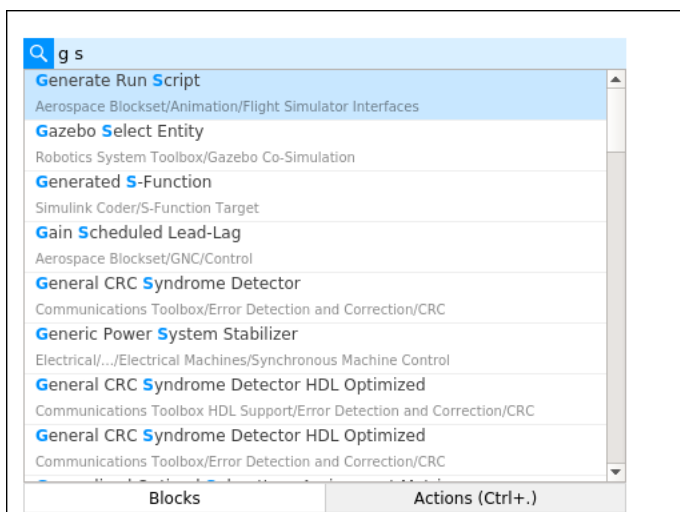 g s
Generate Run Script
Aerospace Blockset/Animation/Flight Simulator Interfaces
Gazebo Select Entity
Robotics System Toolbox/Gazebo Co-Simulation
Generated S-Function
Simulink Coder/S-Function Target
Gain Scheduled Lead-Lag
Aerospace Blockset/GNC/Control
General CRC Syndrome Detector
Communications Toolbox/Error Detection and Correction/CRC
Generic Power System Stabilizer
Electrical/.../Electrical Machines/Synchronous Machine Control
General CRC Syndrome Detector HDL Optimized
Communications Toolbox HDL Support/Error Detection and Correction/CRC
General CRC Syndrome Detector HDL Optimized
Communications Toolbox/Error Detection and Correction/CRC
Blocks
Actions (Ctrl+.)